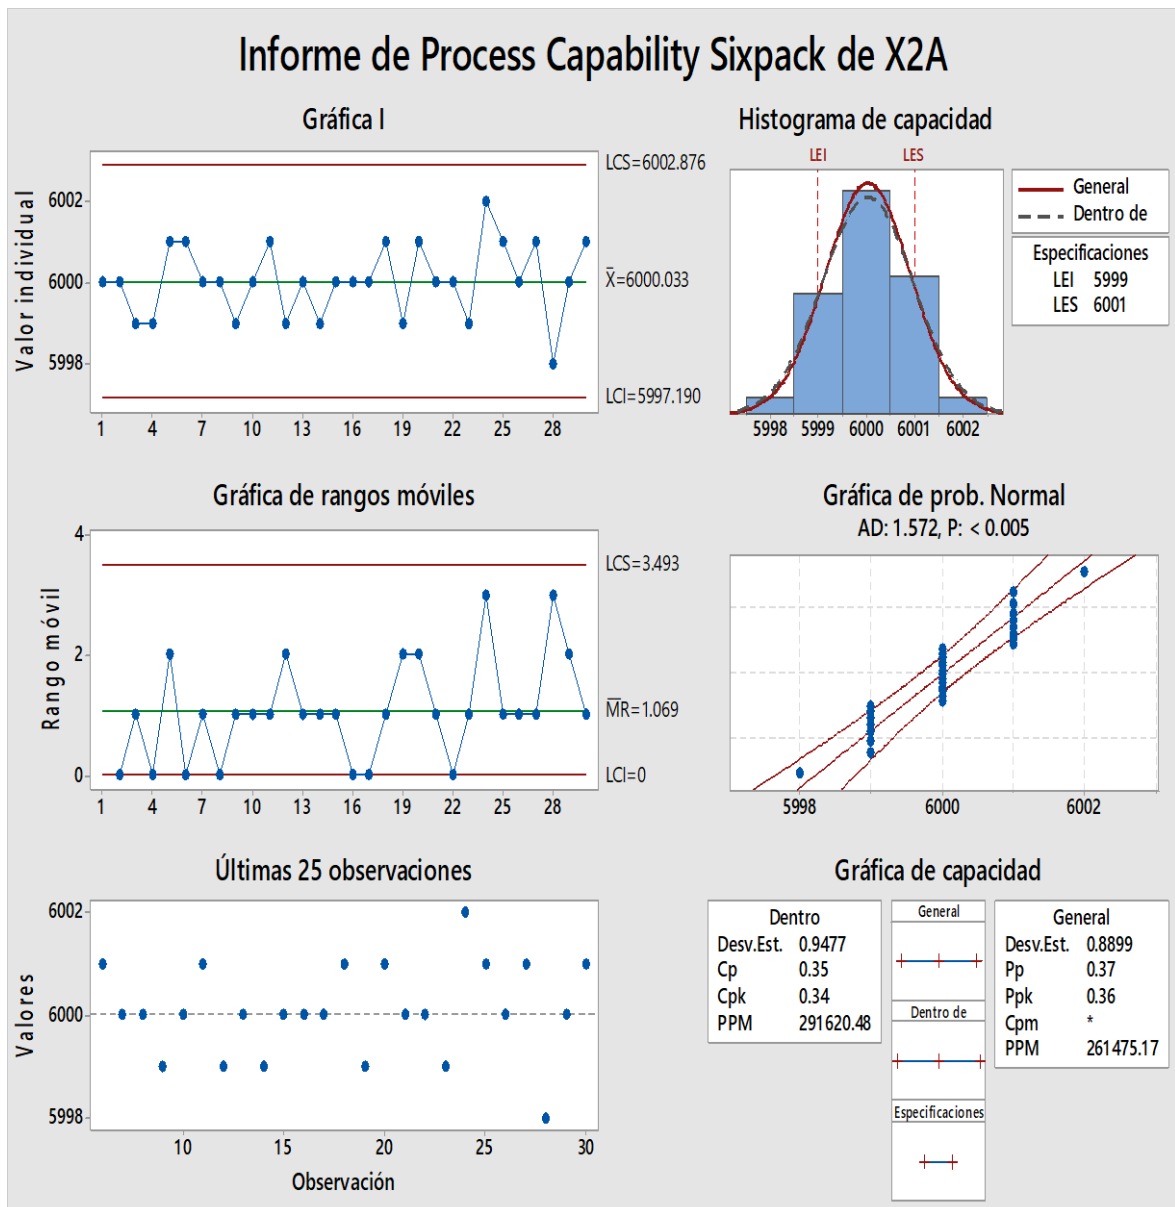 Informe de Process Capability Sixpack de X2A
Gráfica I
Valor individual
6002
6000
5998
1 4 7 10 13 16 19 22 25 28
LCS=6002.876
X̅=6000.033
LCI=5997.190
Histograma de capacidad
LEI LES
5998 5999 6000 6001 6002
General
Dentro de
Especificaciones
LEI 5999
LES 6001
Gráfica de rangos móviles
Rango móvil
4
2
0
1 4 7 10 13 16 19 22 25 28
LCS=3.493
M̅R̅=1.069
LCI=0
Gráfica de prob. Normal
AD: 1.572, P: < 0.005
5998 6000 6002
Últimas 25 observaciones
Valores
6002
6000
5998
10 15 20 25 30
Observación
Gráfica de capacidad
Dentro
Desv.Est. 0.9477
Cp 0.35
Cpk 0.34
PPM 291620.48
General
Dentro de
Especificaciones
General
Desv.Est. 0.8899
Pp 0.37
Ppk 0.36
Cpm *
PPM 261475.17